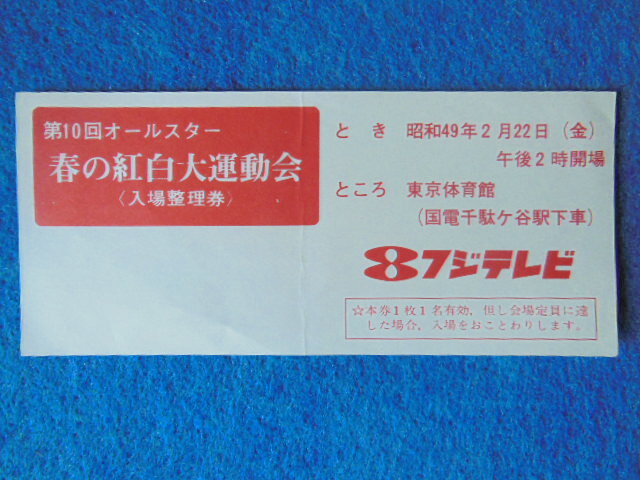 第10回オールスター
春の紅白大運動会
〈入場整理券〉
とき 昭和49年2月22日（金）
午後2時開場
ところ 東京体育館
（国電千駄ケ谷駅下車）
8フジテレビ
☆本券1枚1名有効，但し会場定員に達
した場合，入場をおことわりします。